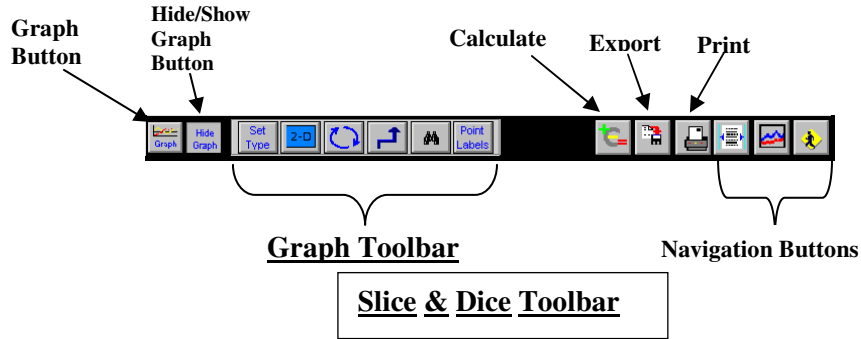 Graph
Button
Hide/Show
Graph
Button
Calculate
Export
Print
Graph
Hide
Graph
Set
Type
2-D
Point
Labels
Graph Toolbar
Navigation Buttons
Slice & Dice Toolbar